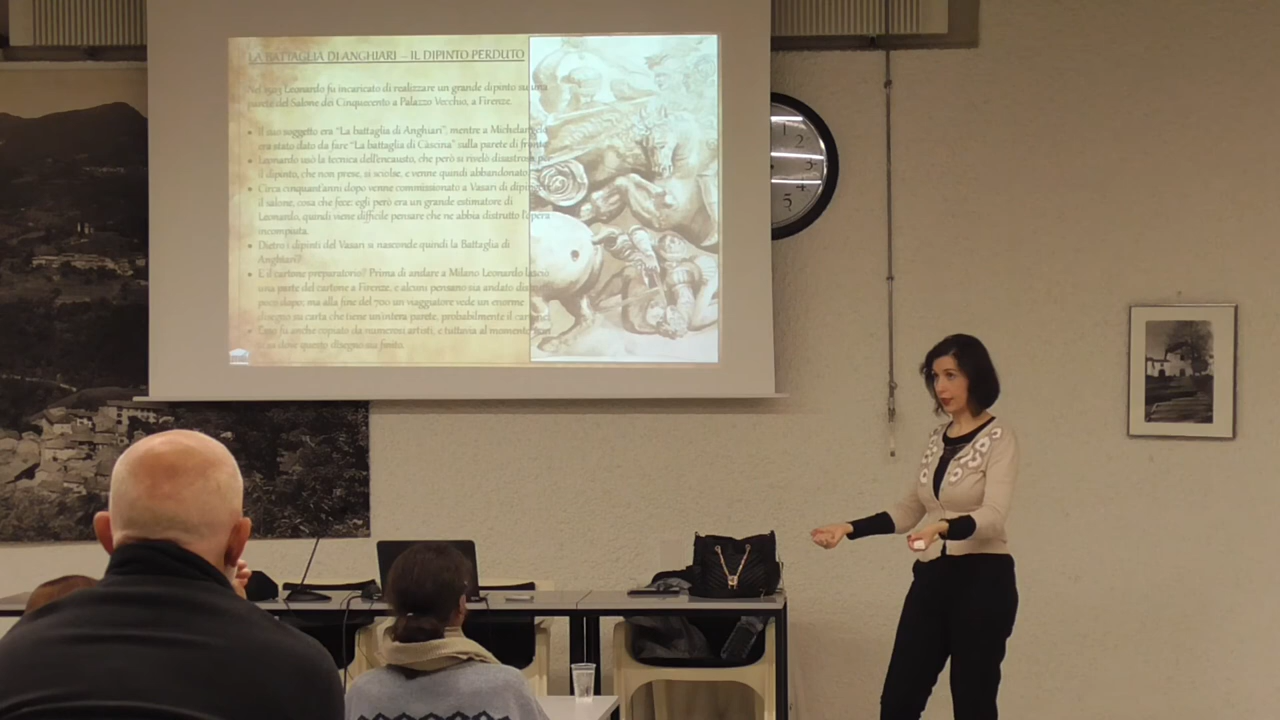 LA BATTAGLIA DI ANGHIARI – IL DIPINTO PERDUTO
Nel 1503 Leonardo fu incaricato di realizzare un grande dipinto su una
parete del Salone dei Cinquecento a Palazzo Vecchio, a Firenze.
• Il suo soggetto era "La battaglia di Anghiari", mentre a Michelangelo
era stato dato da fare "La battaglia di Cascina" sulla parete di fronte
• Leonardo usò la tecnica dell'encausto, che però si rivelò disastrosa per
il dipinto, che non prese, si sciolse, e venne quindi abbandonato
• Circa cinquant'anni dopo venne commissionato a Vasari di dipingere
il salone, cosa che fece: egli però era un grande estimatore di
Leonardo, quindi viene difficile pensare che ne abbia distrutto l'opera
incompiuta.
• Dietro i dipinti del Vasari si nasconde quindi la Battaglia di
Anghiari?
• E il cartone preparatorio? Prima di andare a Milano Leonardo lasciò
una parte del cartone a Firenze, e alcuni pensano sia andato
poco dopo; ma alla fine del '700 un viaggiatore vede un enorme
disegno su carta che tiene un'intera parete, probabilmente il
• Esso fu anche copiato da numerosi artisti, e tuttavia al momento non
si sa dove questo disegno sia finito.
1
2
3
4
5